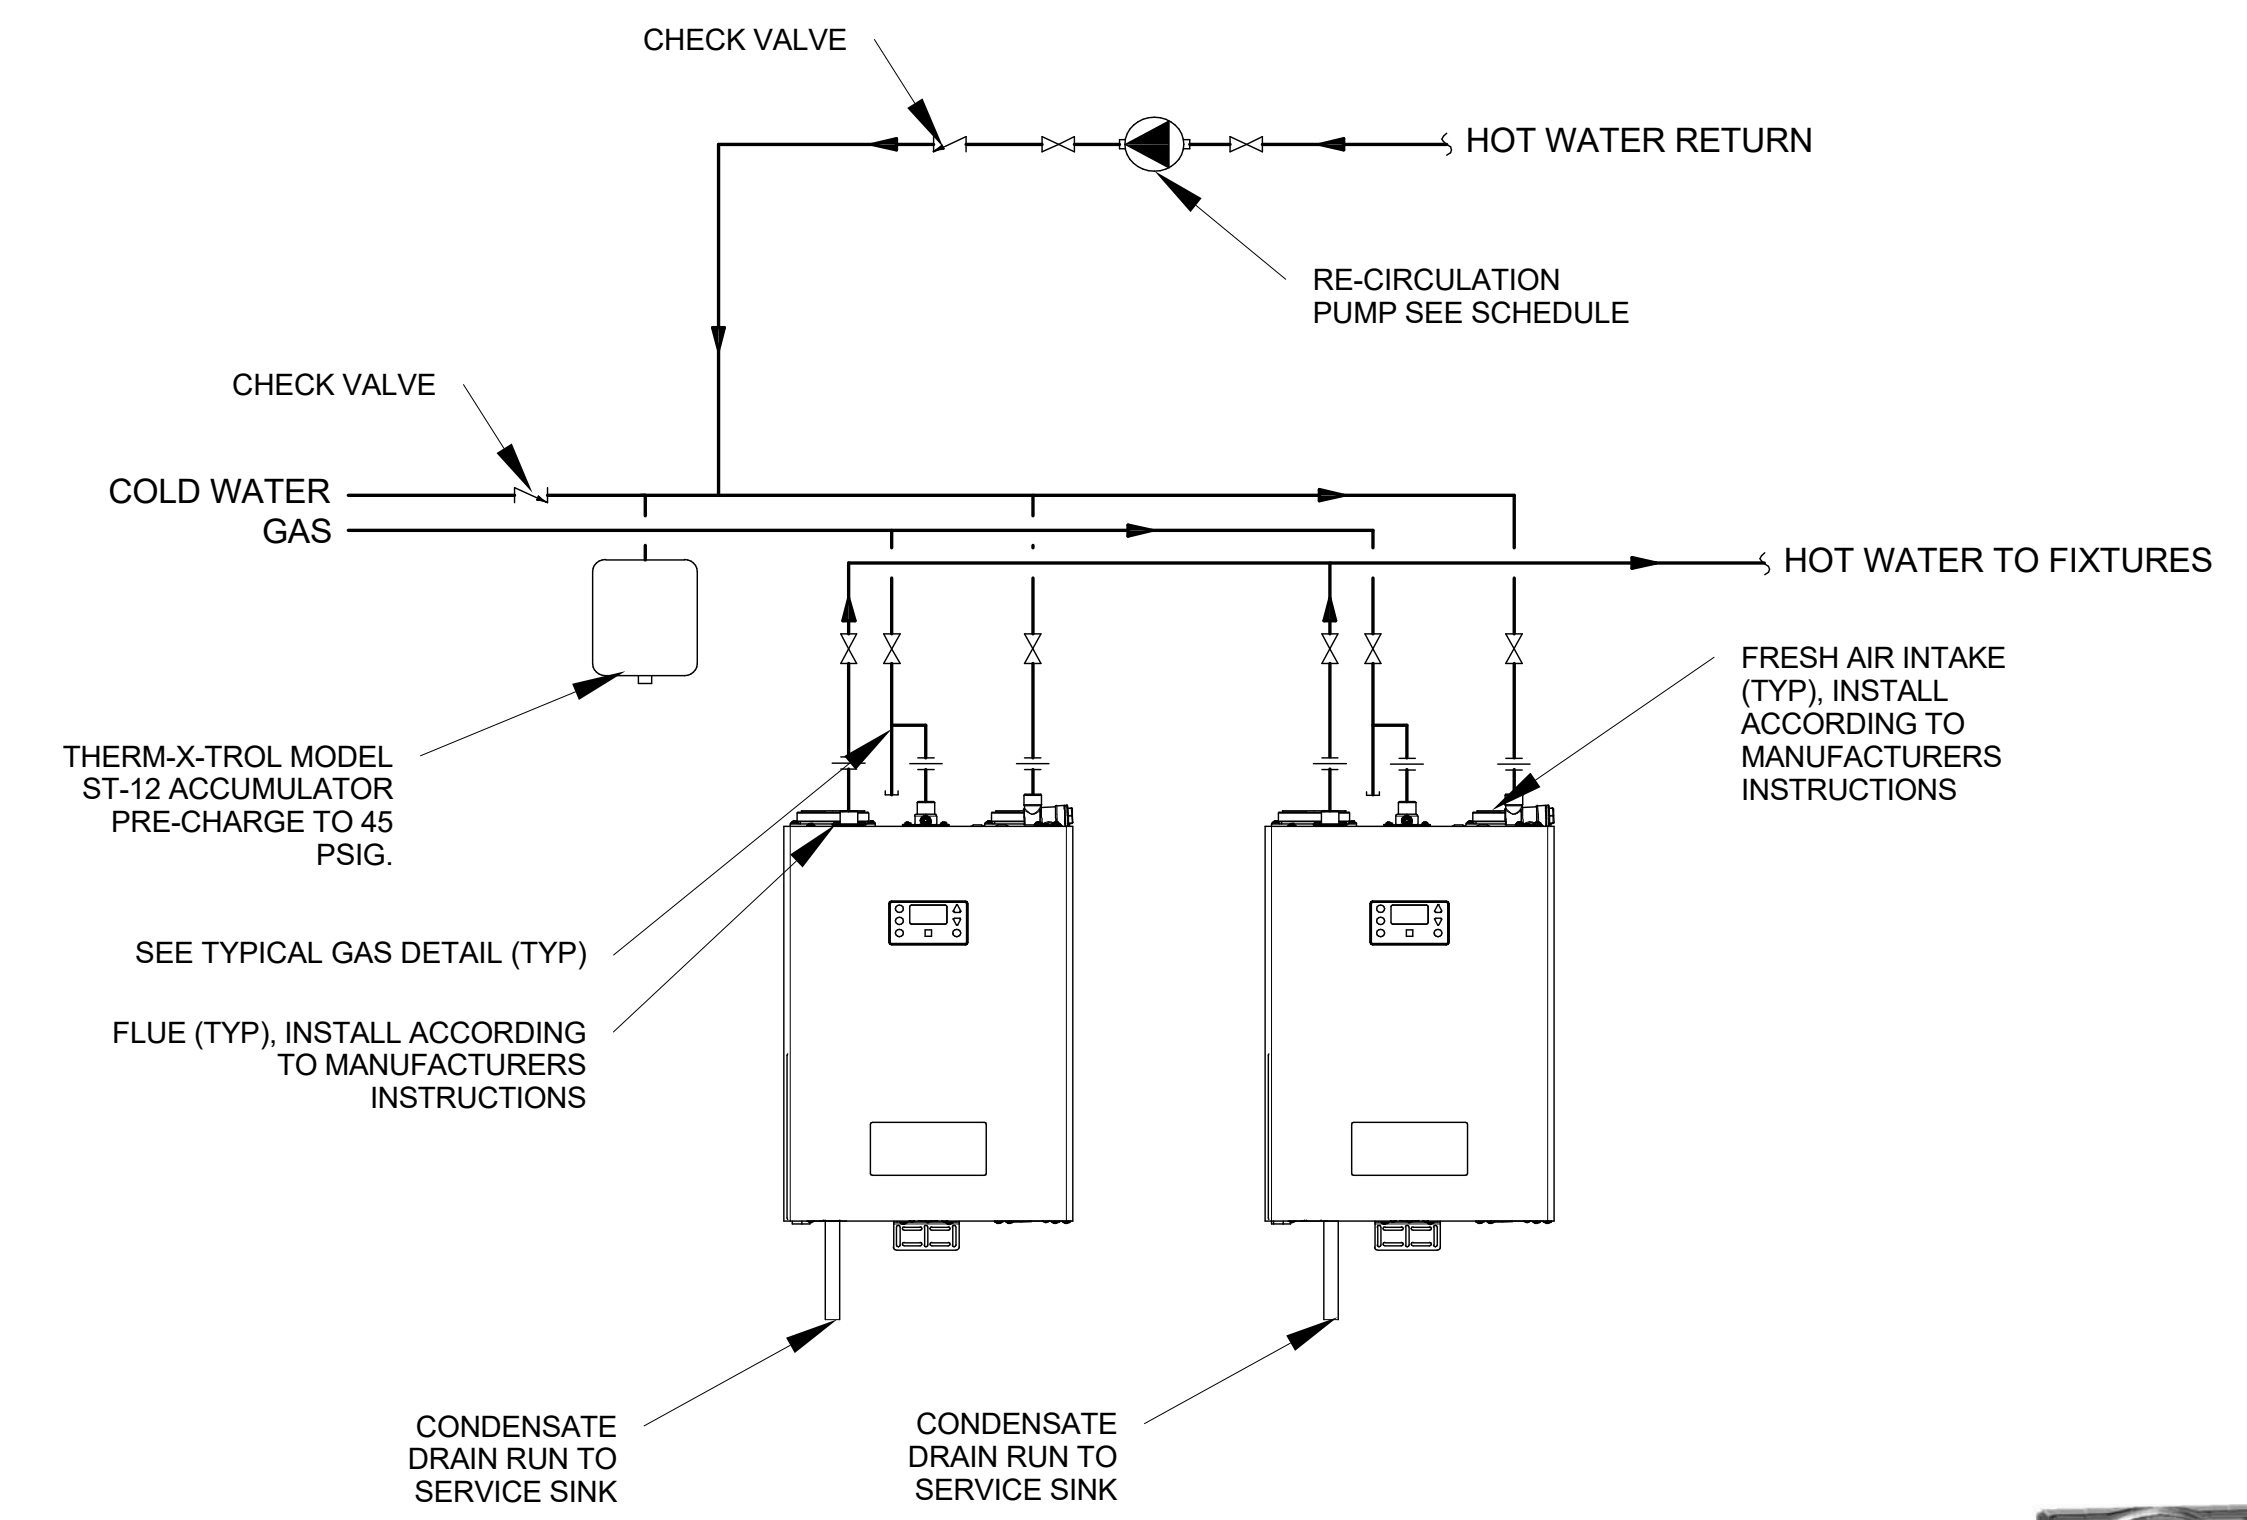 CHECK VALVE
HOT WATER RETURN
RE-CIRCULATION
PUMP SEE SCHEDULE
CHECK VALVE
COLD WATER
GAS
HOT WATER TO FIXTURES
FRESH AIR INTAKE
(TYP), INSTALL
ACCORDING TO
MANUFACTURERS
INSTRUCTIONS
THERM-X-TROL MODEL
ST-12 ACCUMULATOR
PRE-CHARGE TO 45
PSIG.
SEE TYPICAL GAS DETAIL (TYP)
FLUE (TYP), INSTALL ACCORDING
TO MANUFACTURERS
INSTRUCTIONS
CONDENSATE
DRAIN RUN TO
SERVICE SINK
CONDENSATE
DRAIN RUN TO
SERVICE SINK